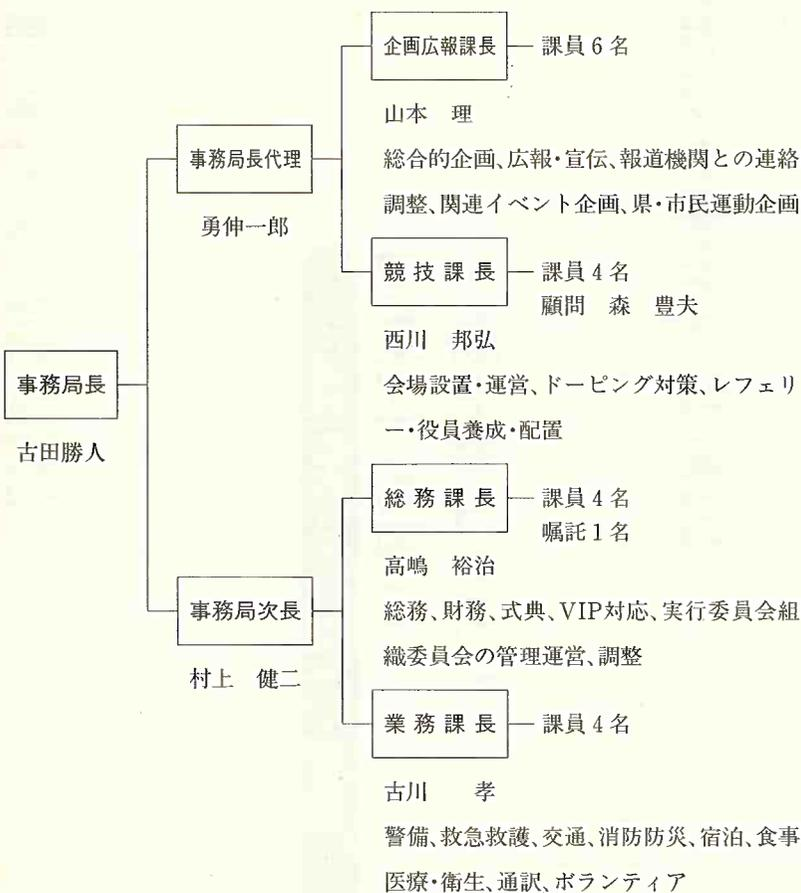 企画広報課長 課員6名
山本 理
総合的企画、広報・宣伝、報道機関との連絡
調整、関連イベント企画、県・市民運動企画
事務局長代理
勇伸一郎
競技課長 課員4名
顧問 森 豊夫
西川 邦弘
会場設置・運営、ドーピング対策、レフェリ
ー・役員養成・配置
事務局長
古田勝人
総務課長 課員4名
嘱託1名
高嶋 裕治
総務、財務、式典、VIP対応、実行委員会組
織委員会の管理運営、調整
事務局次長
村上 健二
業務課長 課員4名
古川 孝
警備、救急救護、交通、消防防災、宿泊、食事
医療・衛生、通訳、ボランティア